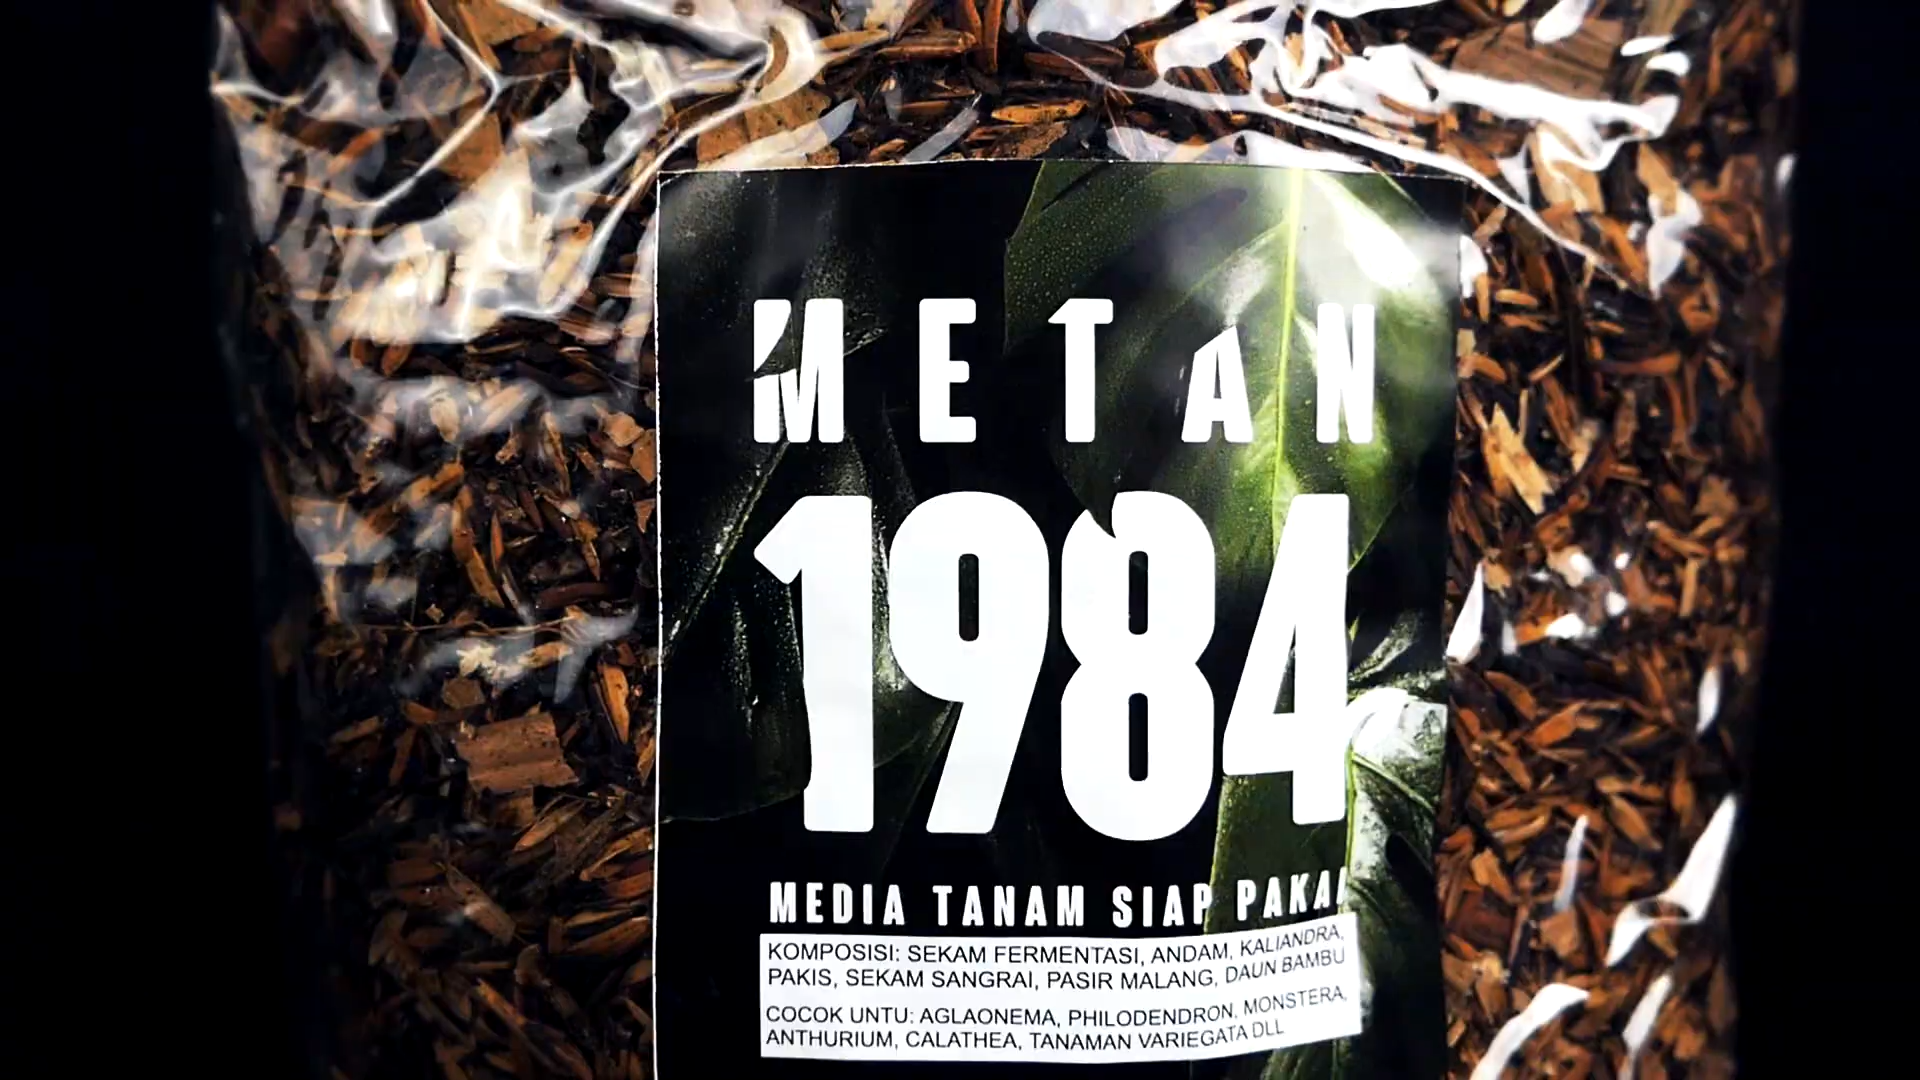 METAN
1984
MEDIA TANAM SIAP PAKAI
KOMPOSISI: SEKAM FERMENTASI, ANDAM, KALIANDRA,
PAKIS, SEKAM SANGRAI, PASIR MALANG, DAUN BAMBU
COCOK UNTU: AGLAONEMA, PHILODENDRON, MONSTERA,
ANTHURIUM, CALATHEA, TANAMAN VARIEGATA DLL